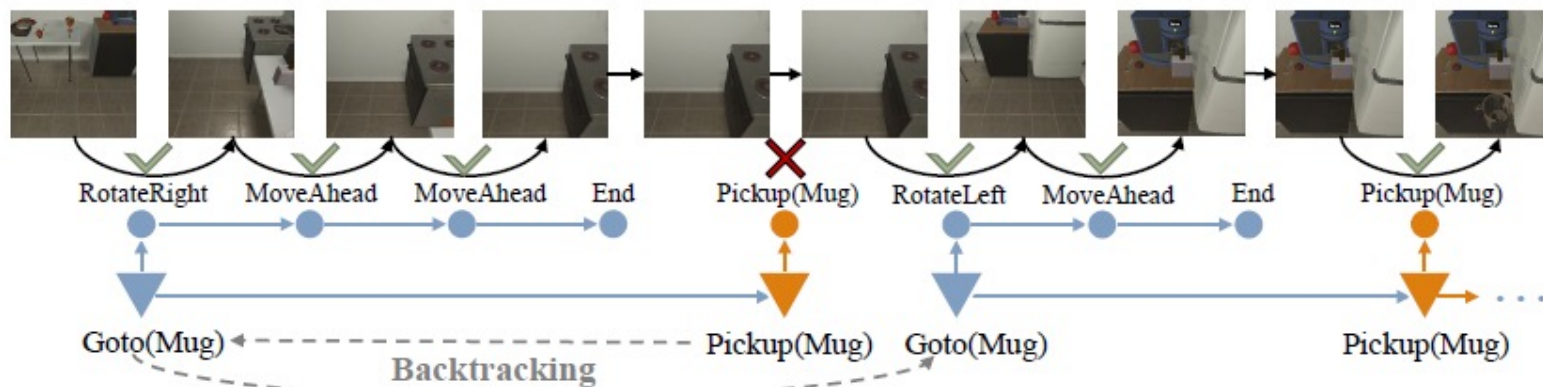 RotateRight MoveAhead MoveAhead End Pickup(Mug) RotateLeft MoveAhead End Pickup(Mug)
Goto(Mug) Pickup(Mug) Goto(Mug) Pickup(Mug)
Backtracking